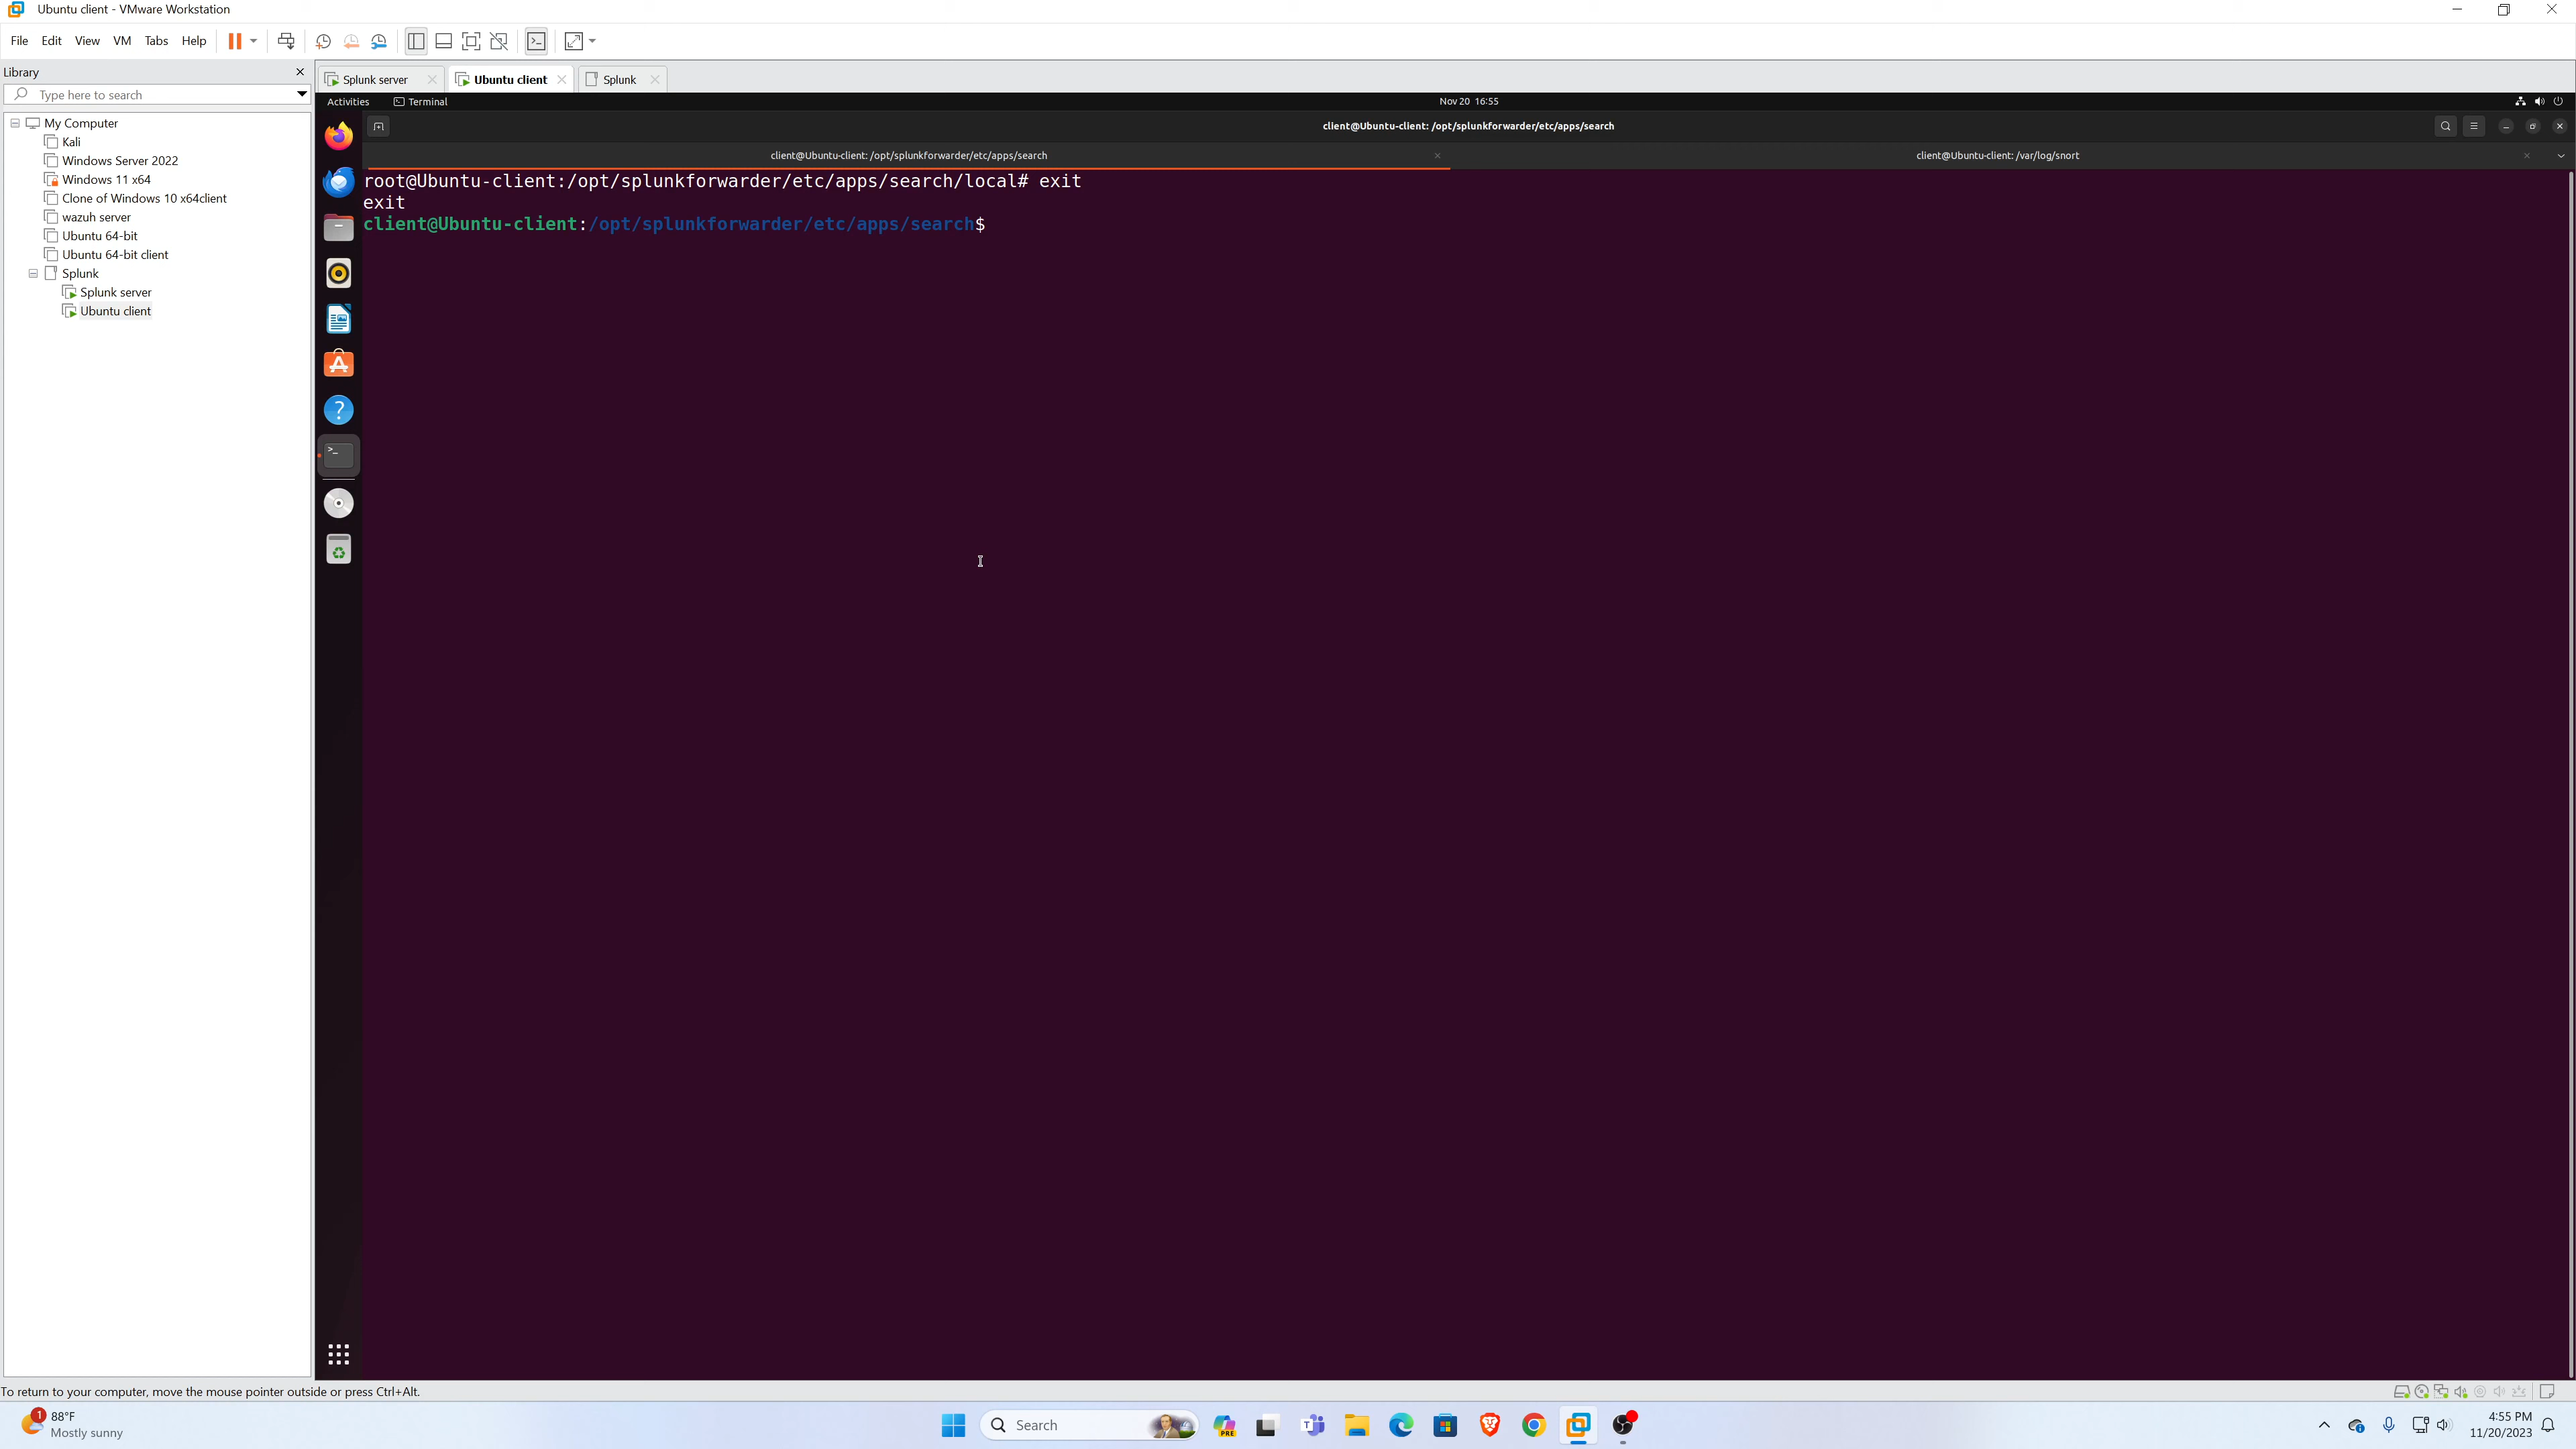 Ubuntu client - VMware Workstation
File Edit View VM Tabs Help
Library
Type here to search
My Computer
Kali
Windows Server 2022
Windows 11 x64
Clone of Windows 10 x64client
wazuh server
Ubuntu 64-bit
Ubuntu 64-bit client
Splunk
Splunk server
Ubuntu client
Splunk server Ubuntu client Splunk
Activities Terminal Nov 20 16:55
client@Ubuntu-client: /opt/splunkforwarder/etc/apps/search
client@Ubuntu-client: /opt/splunkforwarder/etc/apps/search client@Ubuntu-client: /var/log/snort
root@Ubuntu-client:/opt/splunkforwarder/etc/apps/search/local# exit
exit
client@Ubuntu-client:/opt/splunkforwarder/etc/apps/search$
To return to your computer, move the mouse pointer outside or press Ctrl+Alt.
1
88°F
Mostly sunny
Search
PRE
4:55 PM
11/20/2023